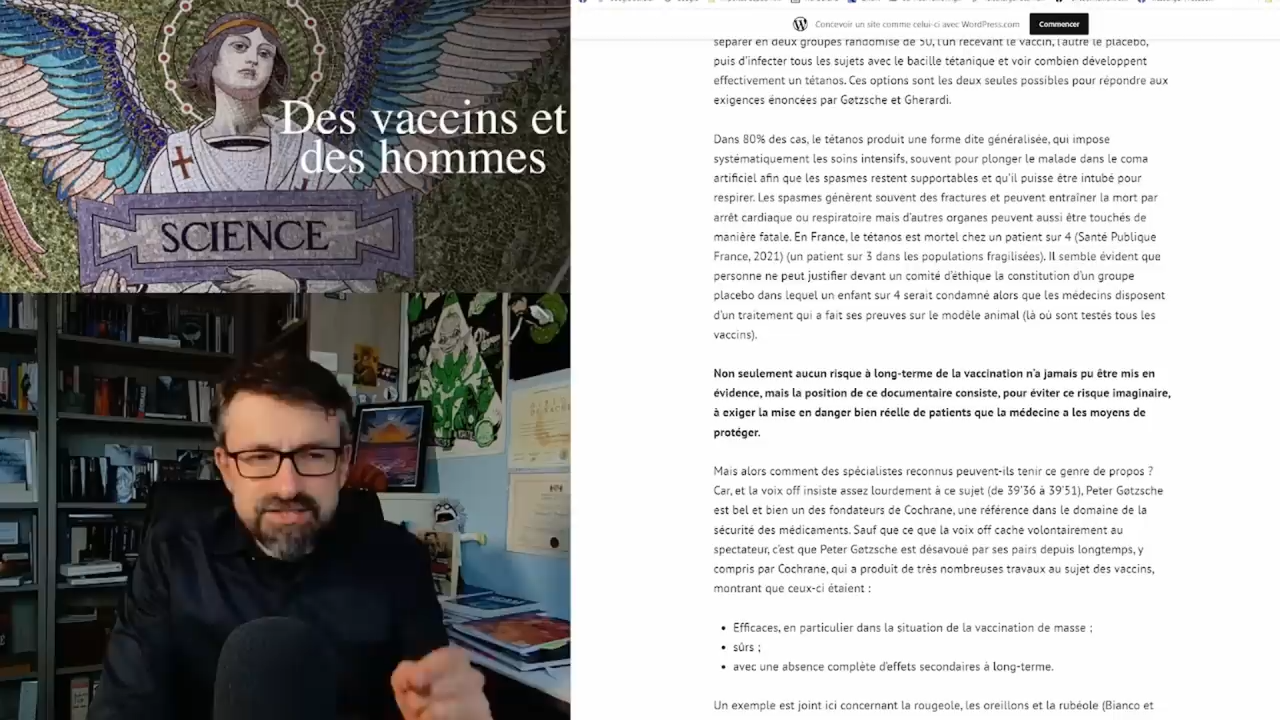 Des vaccins et
des hommes
SCIENCE
Concevoir un site comme celui-ci avec WordPress.com
Commencer
séparer en deux groupes randomisé de 50, l'un recevant le vaccin, l'autre le placebo,
puis d'infecter tous les sujets avec le bacille tétanique et voir combien développent
effectivement un tétanos. Ces options sont les deux seules possibles pour répondre aux
exigences énoncées par Gøtzsche et Gherardi.
Dans 80% des cas, le tétanos produit une forme dite généralisée, qui impose
systématiquement les soins intensifs, souvent pour plonger le malade dans le coma
artificiel afin que les spasmes restent supportables et qu'il puisse être intubé pour
respirer. Les spasmes génèrent souvent des fractures et peuvent entraîner la mort par
arrêt cardiaque ou respiratoire mais d'autres organes peuvent aussi être touchés de
manière fatale. En France, le tétanos est mortel chez un patient sur 4 (Santé Publique
France, 2021) (un patient sur 3 dans les populations fragilisées). Il semble évident que
personne ne peut justifier devant un comité d'éthique la constitution d'un groupe
placebo dans lequel un enfant sur 4 serait condamné alors que les médecins disposent
d'un traitement qui a fait ses preuves sur le modèle animal (là où sont testés tous les
vaccins).
Non seulement aucun risque à long-terme de la vaccination n'a jamais pu être mis en
évidence, mais la position de ce documentaire consiste, pour éviter ce risque imaginaire,
à exiger la mise en danger bien réelle de patients que la médecine a les moyens de
protéger.
Mais alors comment des spécialistes reconnus peuvent-ils tenir ce genre de propos ?
Car, et la voix off insiste assez lourdement à ce sujet (de 39'36 à 39'51), Peter Gøtzsche
est bel et bien un des fondateurs de Cochrane, une référence dans le domaine de la
sécurité des médicaments. Sauf que ce que la voix off cache volontairement au
spectateur, c'est que Peter Gøtzsche est désavoué par ses pairs depuis longtemps, y
compris par Cochrane, qui a produit de très nombreuses travaux au sujet des vaccins,
montrant que ceux-ci étaient :
• Efficaces, en particulier dans la situation de la vaccination de masse ;
• sûrs ;
• avec une absence complète d'effets secondaires à long-terme.
Un exemple est joint ici concernant la rougeole, les oreillons et la rubéole (Bianco et